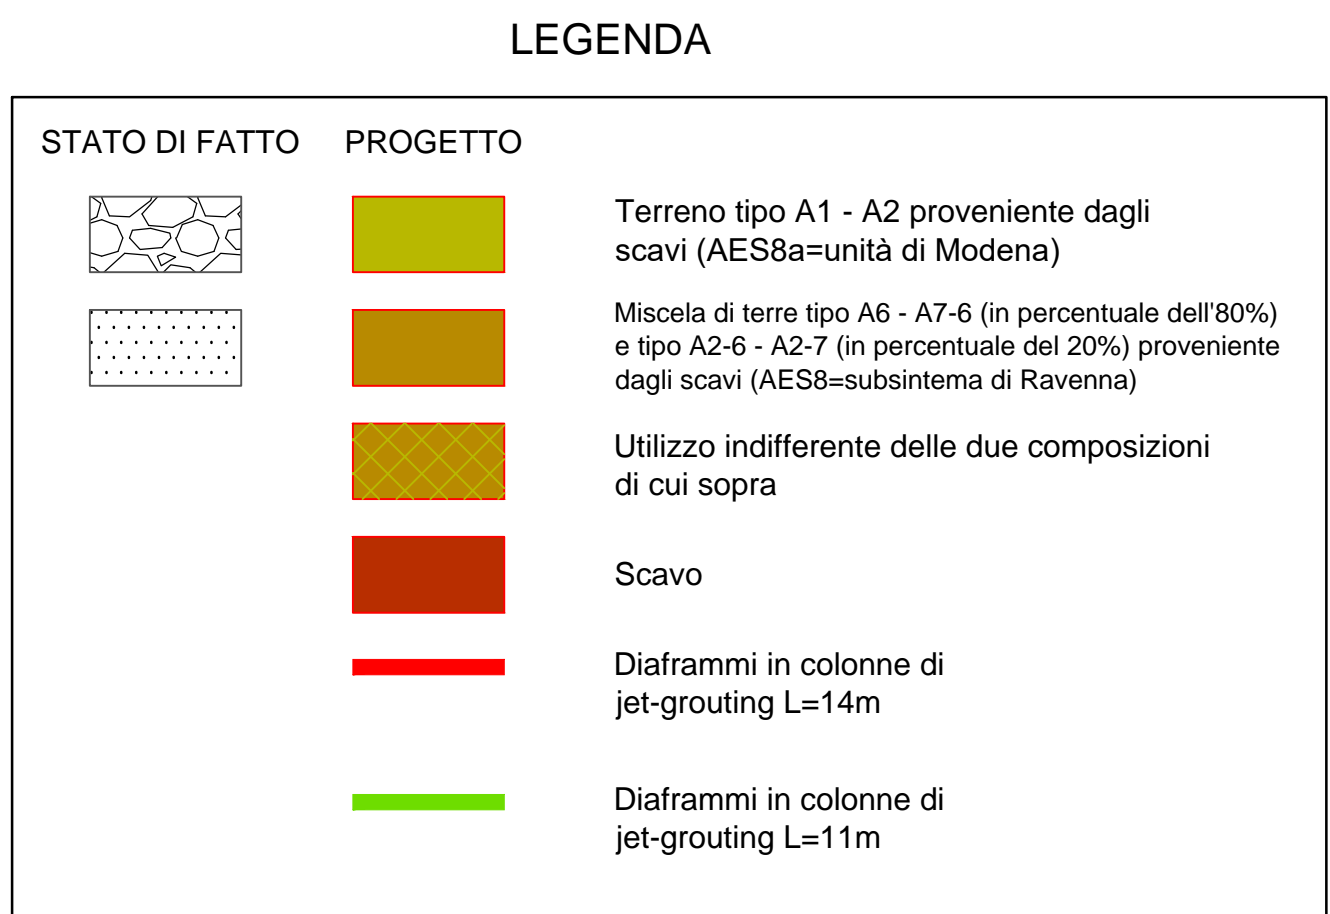 LEGENDA
STATO DI FATTO PROGETTO
Terreno tipo A1 - A2 proveniente dagli
scavi (AES8a=unità di Modena)
Miscela di terre tipo A6 - A7-6 (in percentuale dell'80%)
e tipo A2-6 - A2-7 (in percentuale del 20%) proveniente
dagli scavi (AES8=subsintema di Ravenna)
Utilizzo indifferente delle due composizioni
di cui sopra
Scavo
Diaframmi in colonne di
jet-grouting L=14m
Diaframmi in colonne di
jet-grouting L=11m